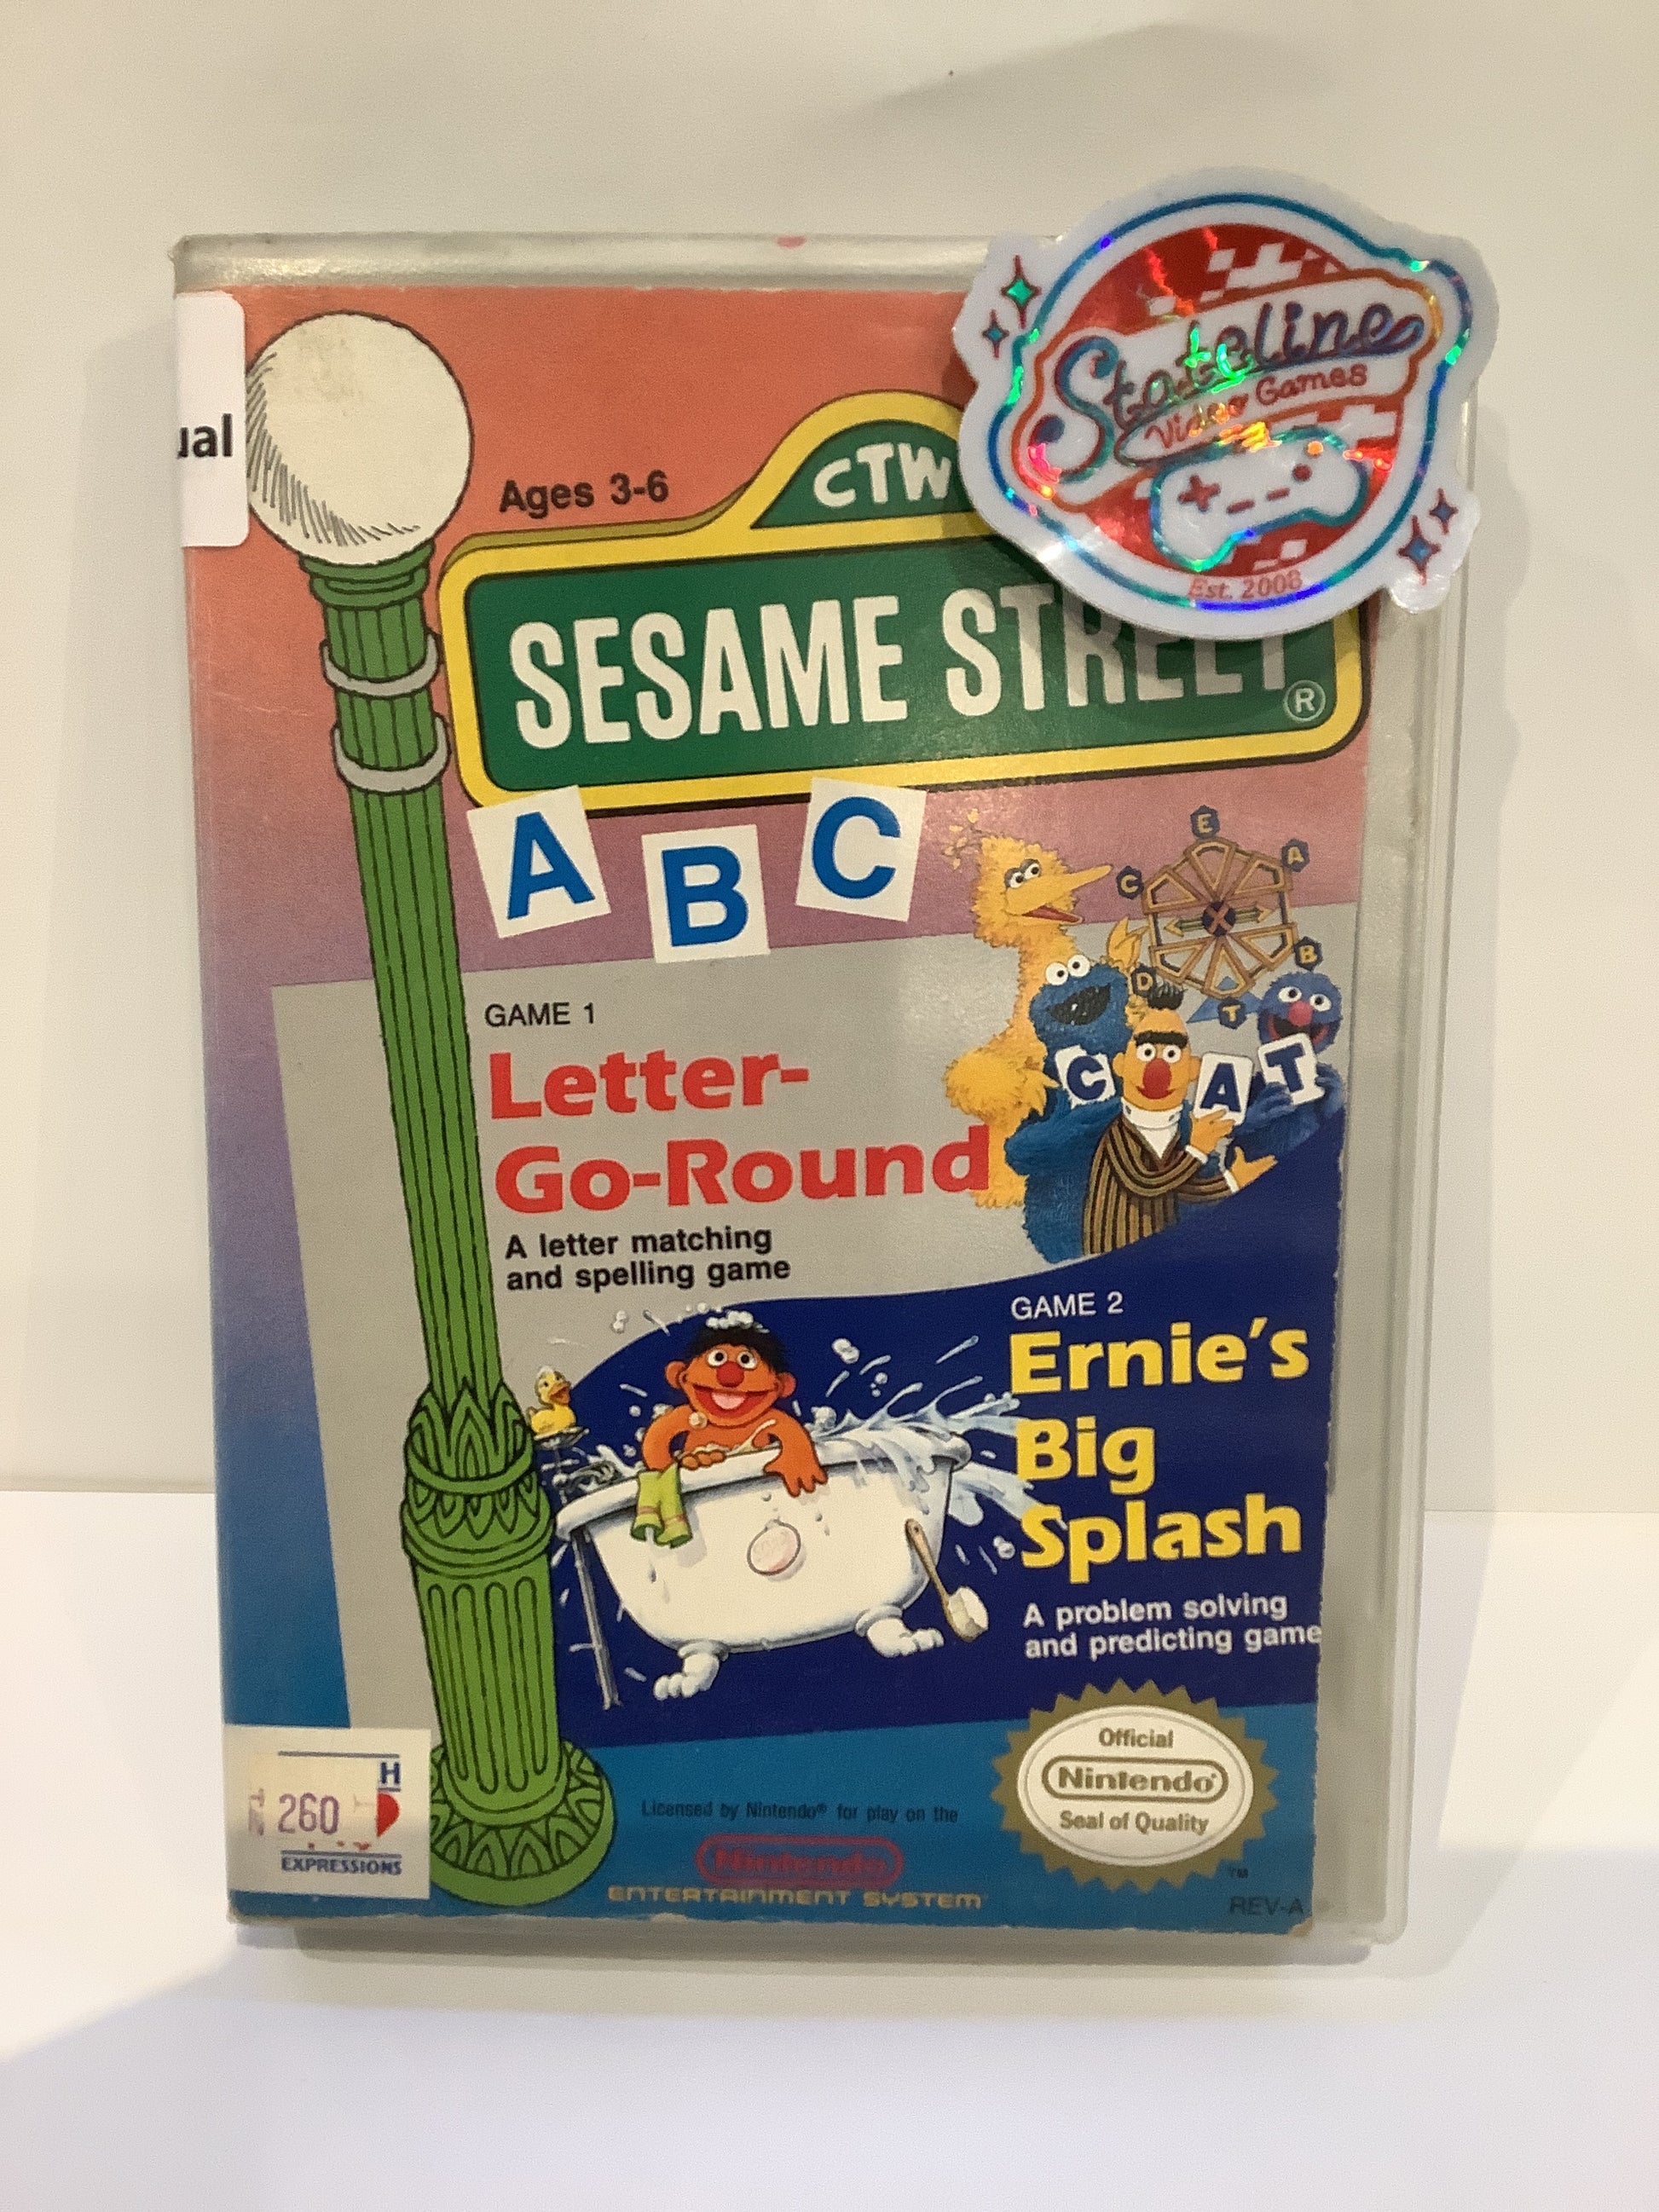 Stateline
Video Games
Est. 2008
ual
Ages 3-6
CTW
SESAME STREET
®
A B C
GAME 1
Letter-
Go-Round
A letter matching
and spelling game
E
A
C
B
D
T
C A T
GAME 2
Ernie's
Big
Splash
A problem solving
and predicting game
H
260
EXPRESSIONS
Licensed by Nintendo® for play on the
Nintendo
ENTERTAINMENT SYSTEM
Official
Nintendo®
Seal of Quality
TM
REV-A